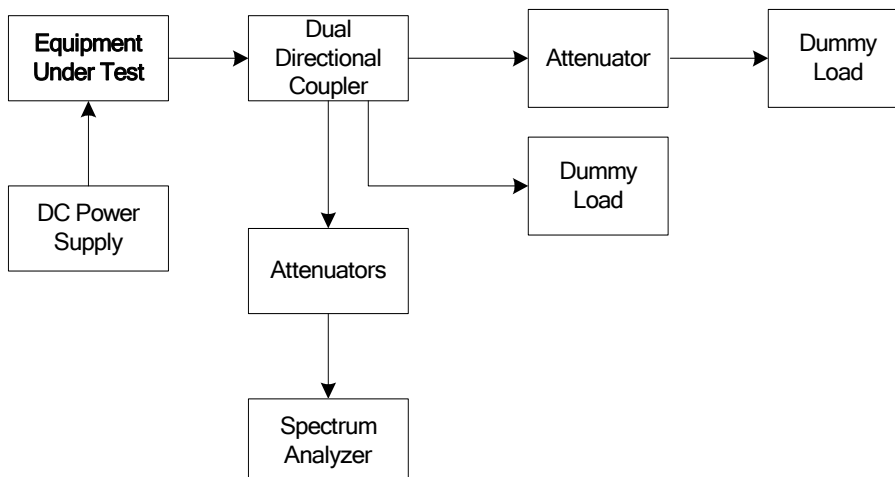 Equipment
Under Test
Dual
Directional
Coupler
Attenuator
Dummy
Load
Dummy
Load
DC Power
Supply
Attenuators
Spectrum
Analyzer